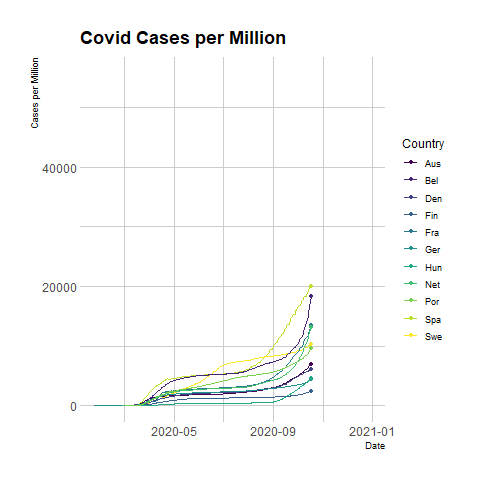 Covid Cases per Million
Cases per Million
40000
20000
0
2020-05 2020-09 2021-01
Date
Country
Aus
Bel
Den
Fin
Fra
Ger
Hun
Net
Por
Spa
Swe